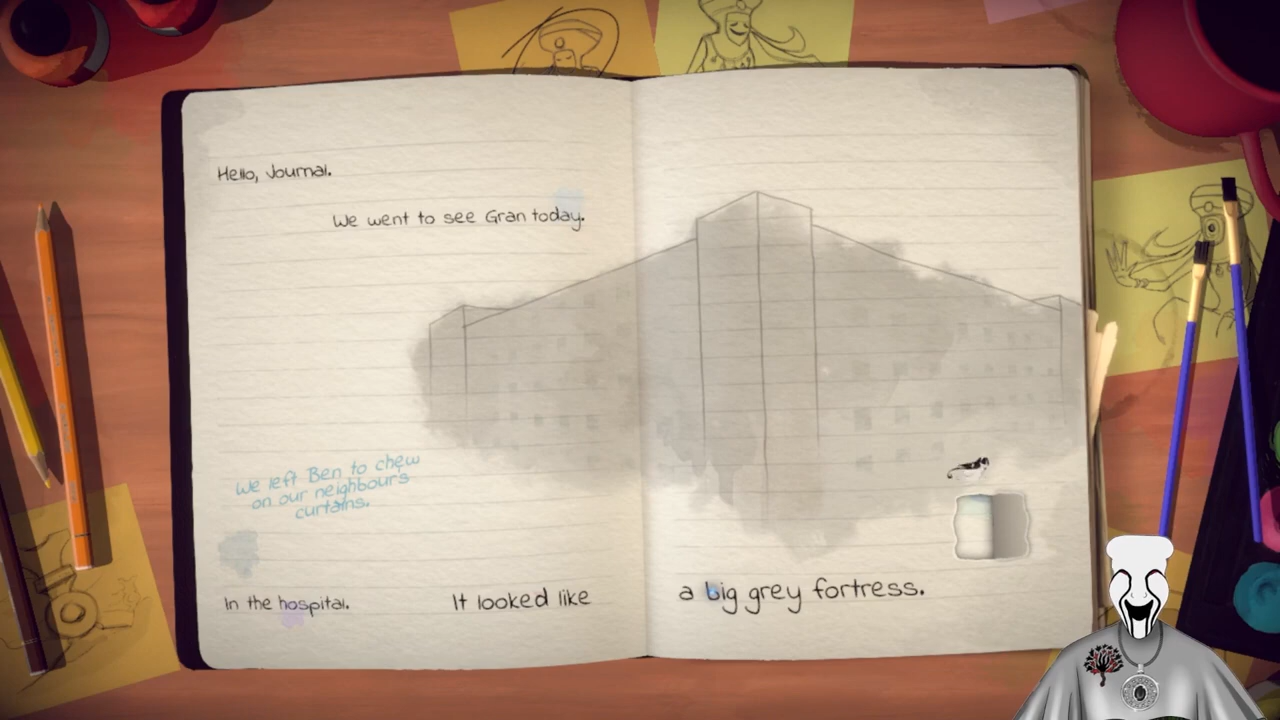 Hello, Journal.
We went to see Gran today.
We left Ben to chew
on our neighbours
curtains.
In the hospital.
It looked like
a big grey fortress.